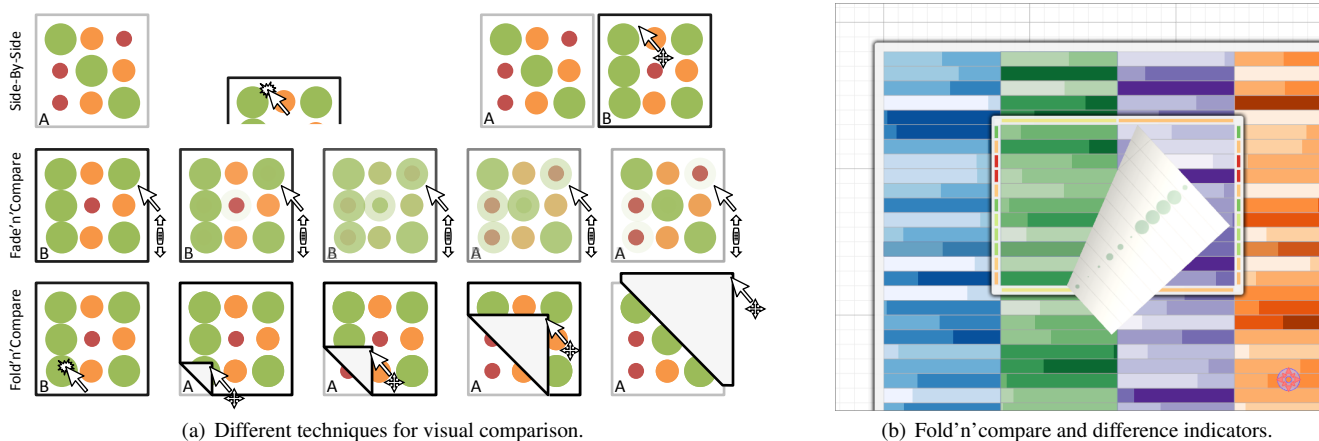 Side-By-Side
A
A
B
Fade'n'Compare
B
B
B
A
A
Fold'n'Compare
B
A
A
A
A
(a) Different techniques for visual comparison.
(b) Fold'n'compare and difference indicators.